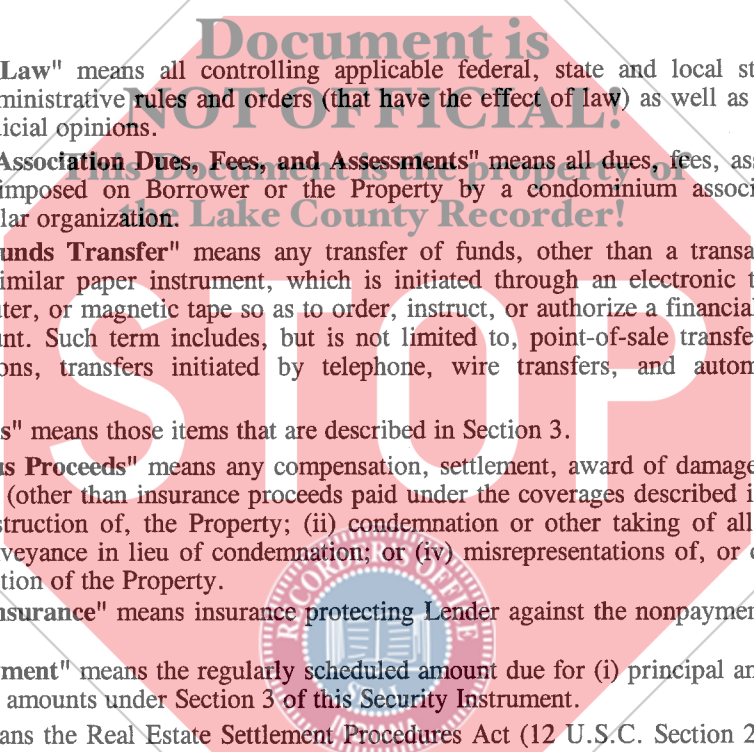 Document is
Law" means all controlling applicable federal, state and local st
ministrative rules and orders (that have the effect of law) as well as
NOT OFFICIAL!
icial opinions.
Association Dues, Fees, and Assessments" means all dues, fees, as
This Document is the property of
imposed on Borrower or the Property by a condominium associ
lar organization.
the Lake County Recorder!
unds Transfer" means any transfer of funds, other than a transa
imilar paper instrument, which is initiated through an electronic t
ter, or magnetic tape so as to order, instruct, or authorize a financial
unt. Such term includes, but is not limited to, point-of-sale transfe
ons, transfers initiated by telephone, wire transfers, and autom
STOP
s" means those items that are described in Section 3.
us Proceeds" means any compensation, settlement, award of damage
(other than insurance proceeds paid under the coverages described i
struction of, the Property; (ii) condemnation or other taking of all
veyance in lieu of condemnation; or (iv) misrepresentations of, or
tion of the Property.
RECORDER'S OFFICE
nsurance" means insurance protecting Lender against the nonpaymen
yment" means the regularly scheduled amount due for (i) principal an
amounts under Section 3 of this Security Instrument.
SEAL
ans the Real Estate Settlement Procedures Act (12 U.S.C. Section 2